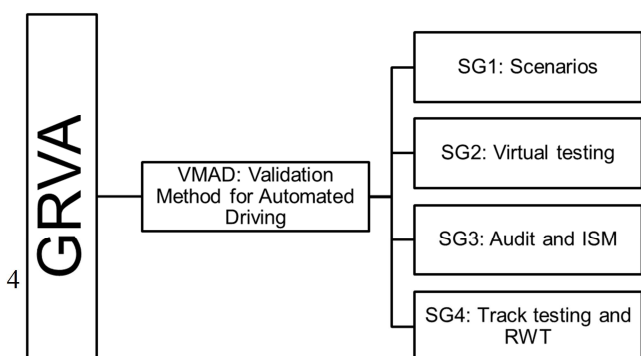 GRVA
4
VMAD: Validation
Method for Automated
Driving
SG1: Scenarios
SG2: Virtual testing
SG3: Audit and ISM
SG4: Track testing and
RWT